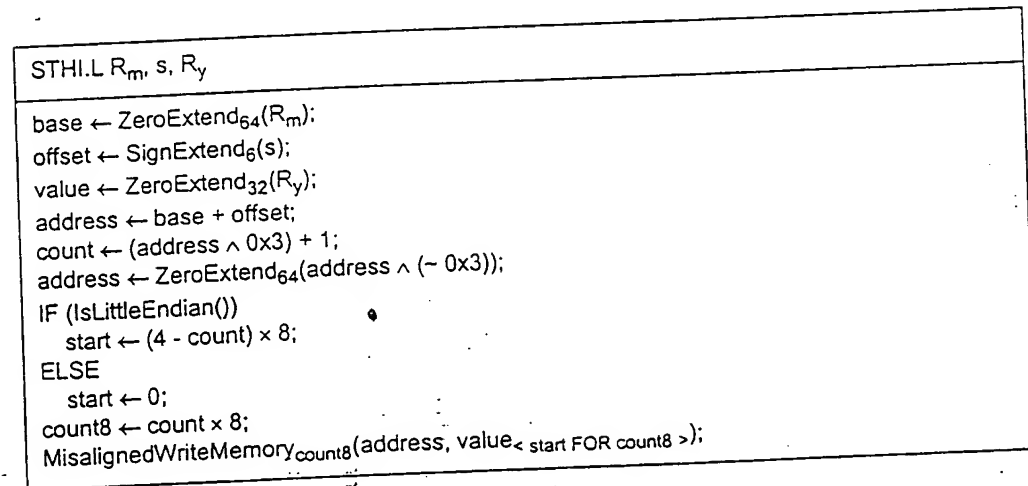 STHI.L Rm, s, Ry
base ← ZeroExtend64(Rm);
offset ← SignExtend6(s);
value ← ZeroExtend32(Ry);
address ← base + offset;
count ← (address ∧ 0x3) + 1;
address ← ZeroExtend64(address ∧ (~ 0x3));
IF (IsLittleEndian())
start ← (4 - count) × 8;
ELSE
start ← 0;
count8 ← count × 8;
MisalignedWriteMemorycount8(address, value< start FOR count8 >);